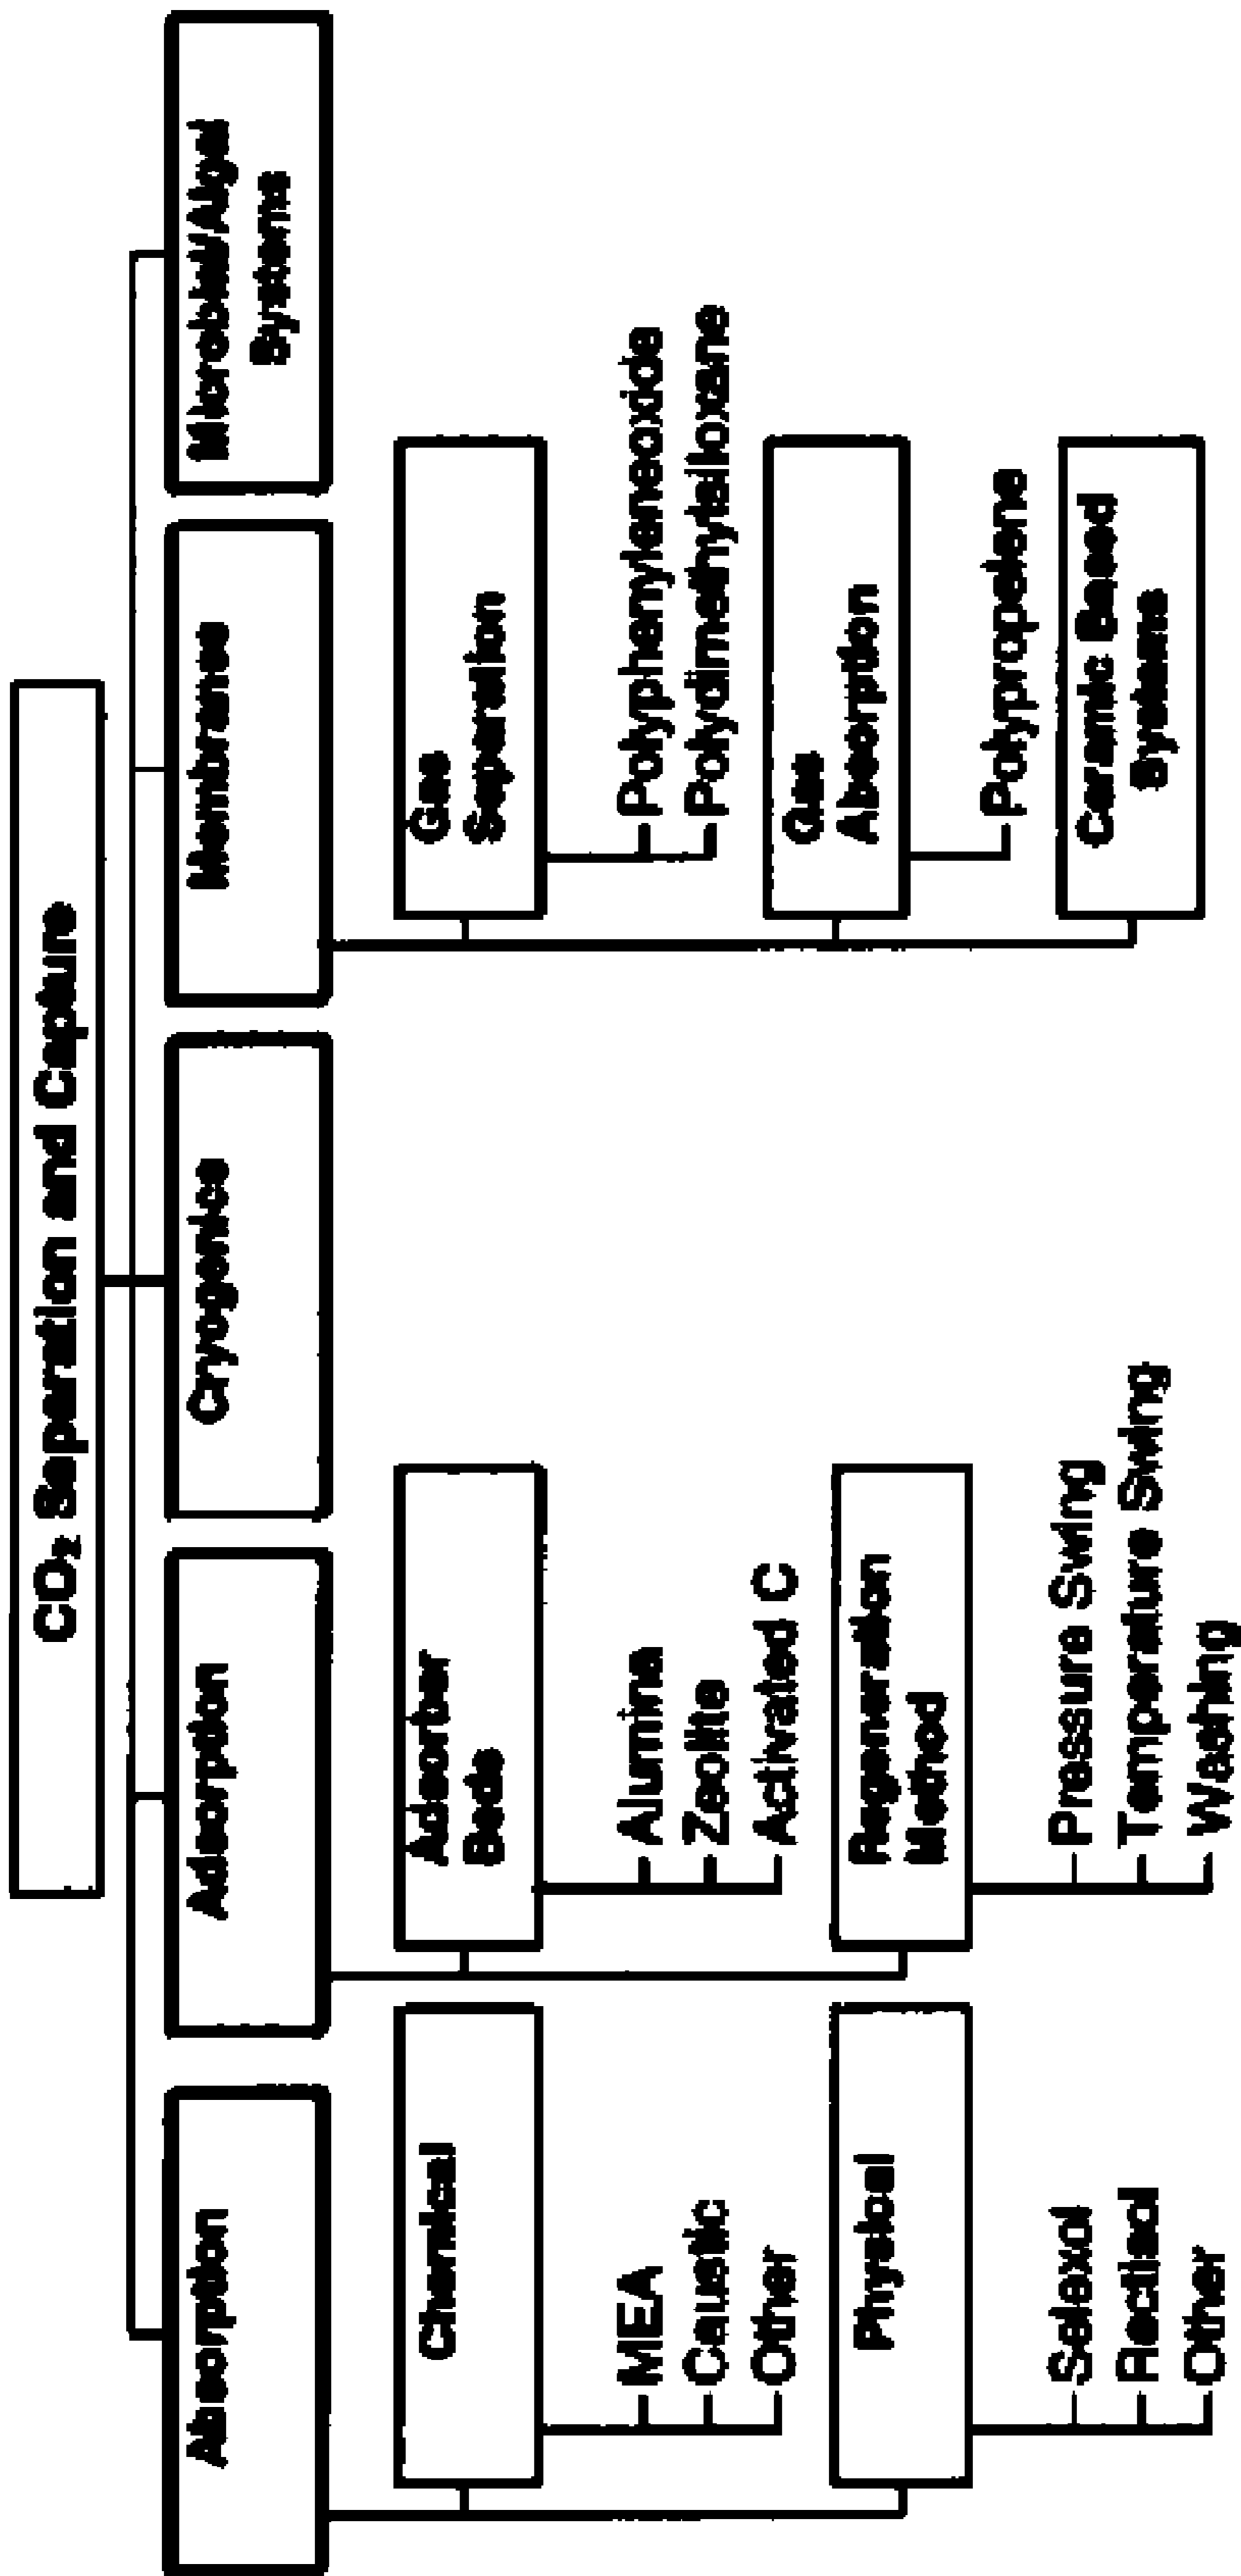 CO₂ Separation and Capture
Absorption
Adsorption
Cryogenics
Membranes
Microbial/Algal
Systems
Chemical
MEA
Caustic
Other
Physical
Selexol
Rectisol
Other
Adsorber
Beds
Alumina
Zeolite
Activated C
Regeneration
Method
Pressure Swing
Temperature Swing
Washing
Gas
Separation
Polyphenyleneoxide
Polydimethylsiloxane
Gas
Absorption
Polypropelene
Ceramic Based
Systems